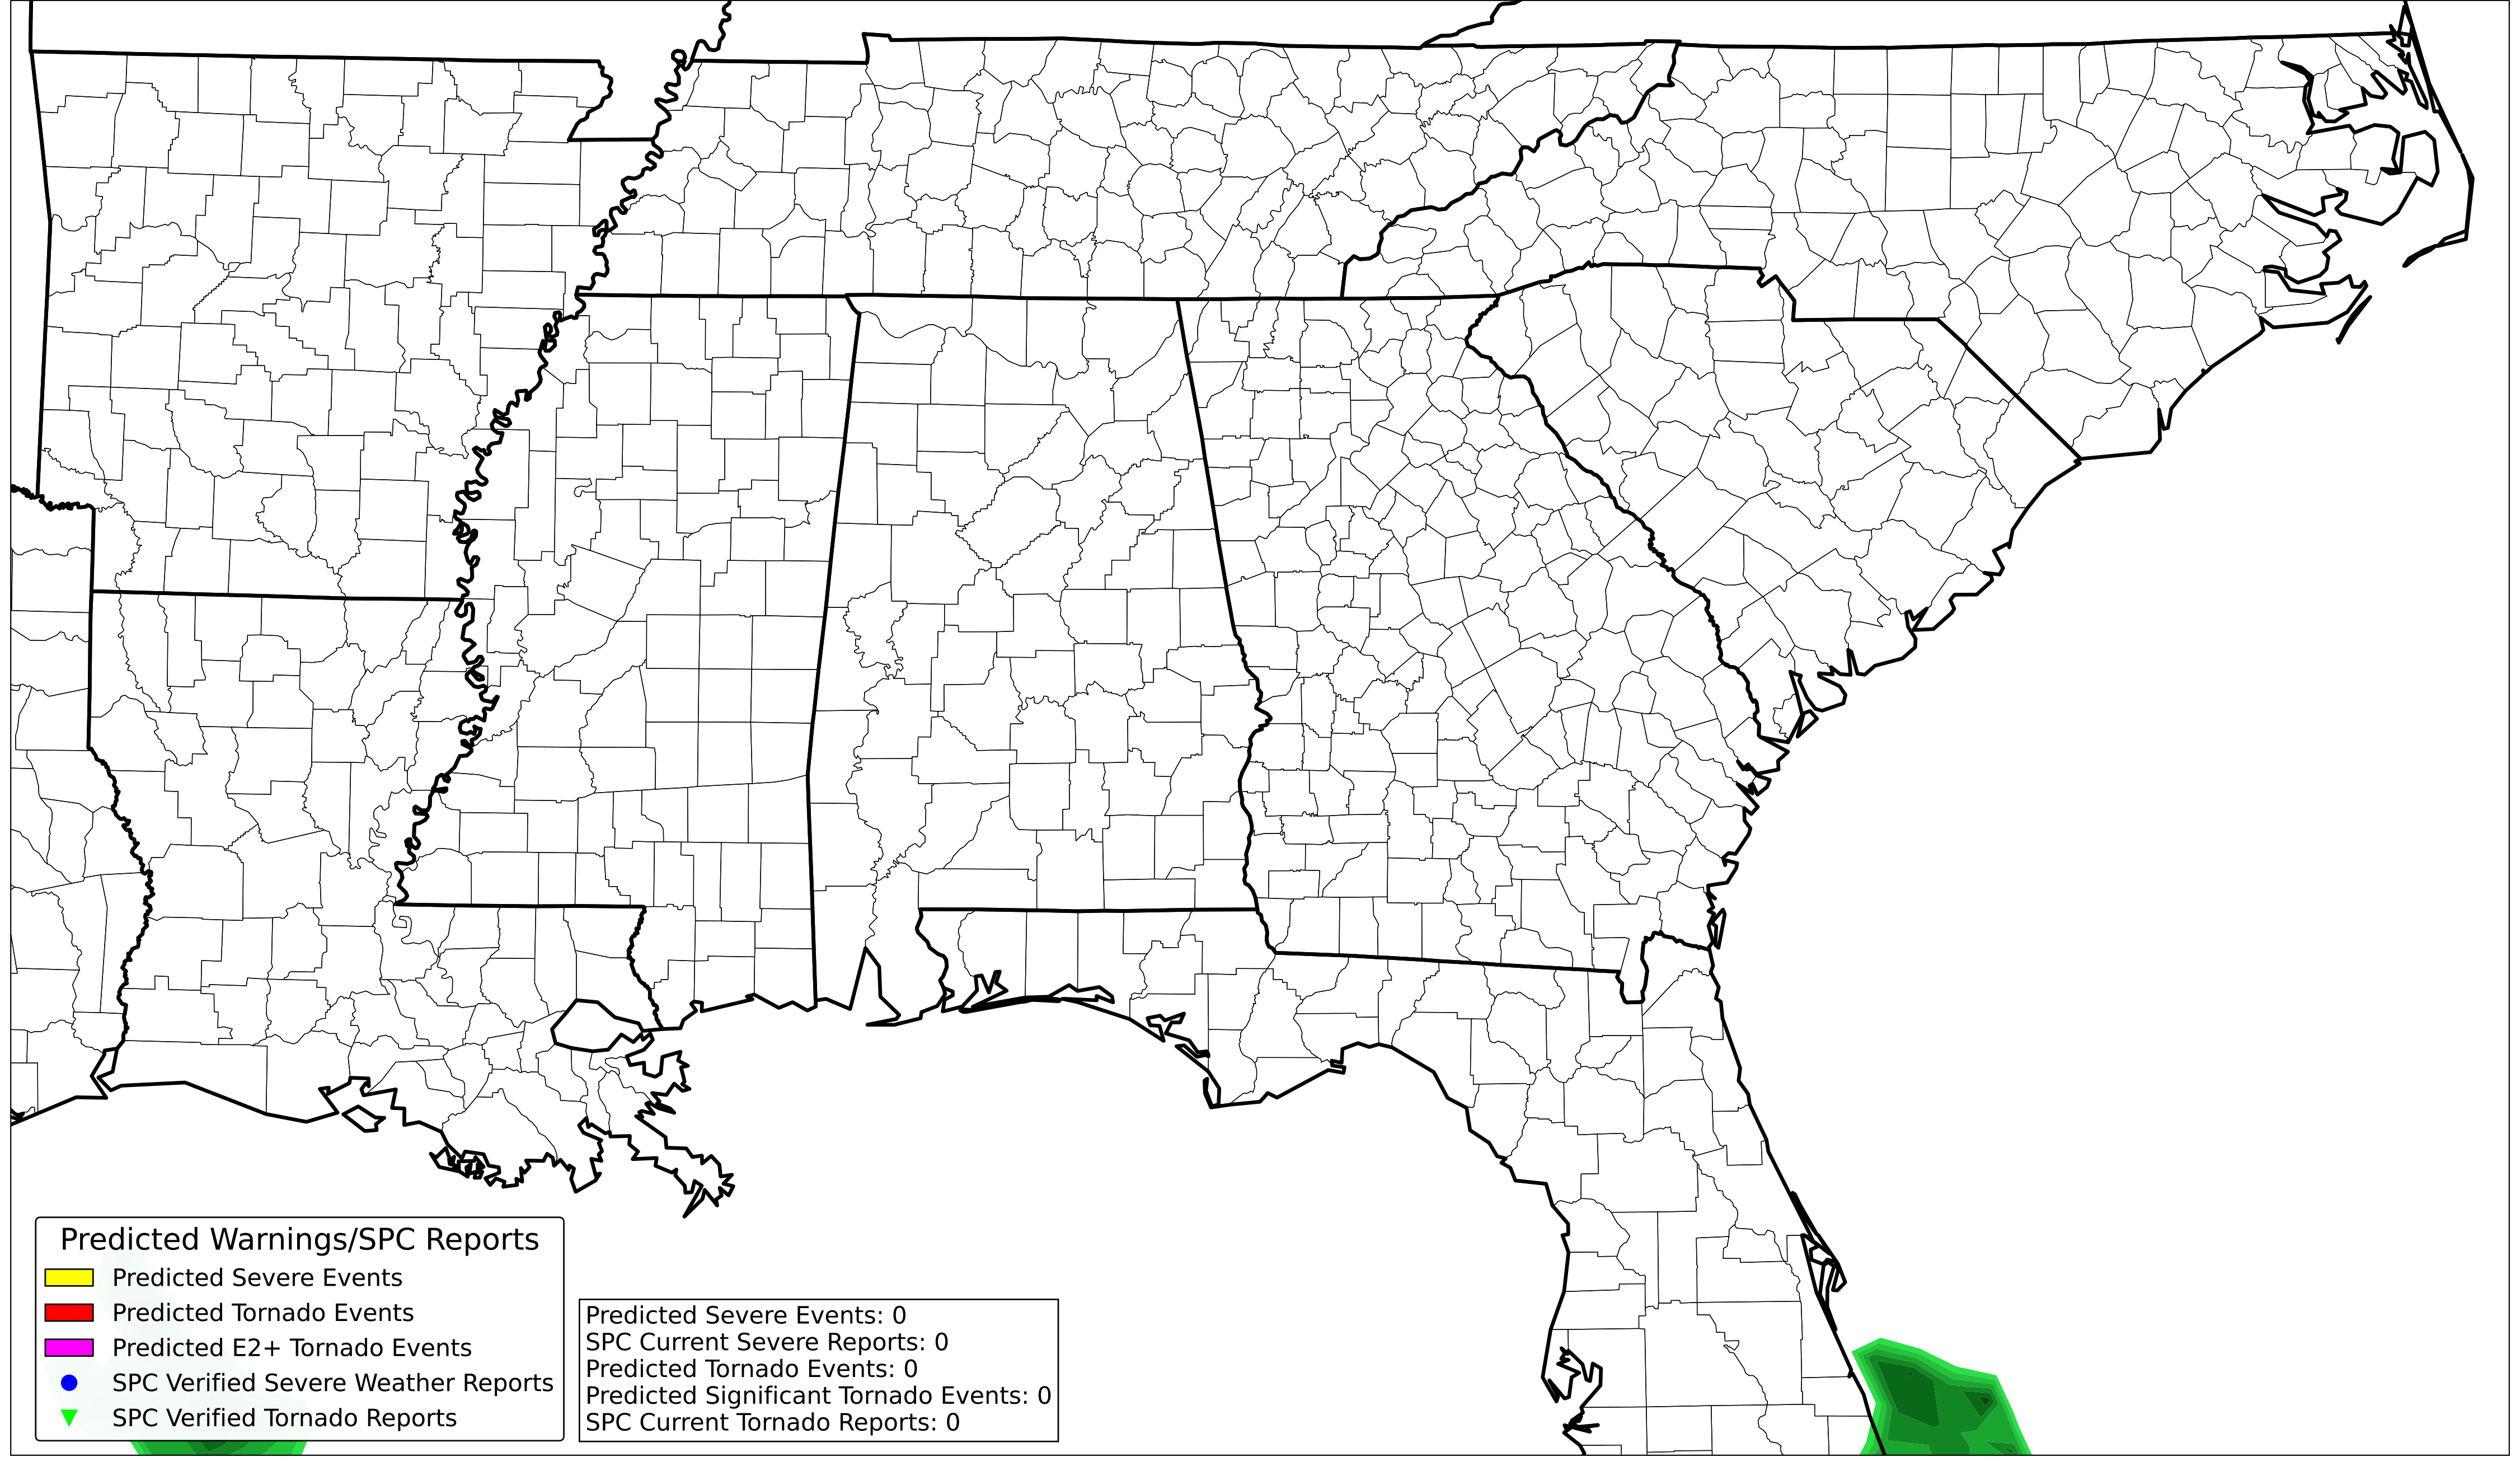 Predicted Warnings/SPC Reports
Predicted Severe Events
Predicted Tornado Events
Predicted E2+ Tornado Events
SPC Verified Severe Weather Reports
SPC Verified Tornado Reports
Predicted Severe Events: 0
SPC Current Severe Reports: 0
Predicted Tornado Events: 0
Predicted Significant Tornado Events: 0
SPC Current Tornado Reports: 0